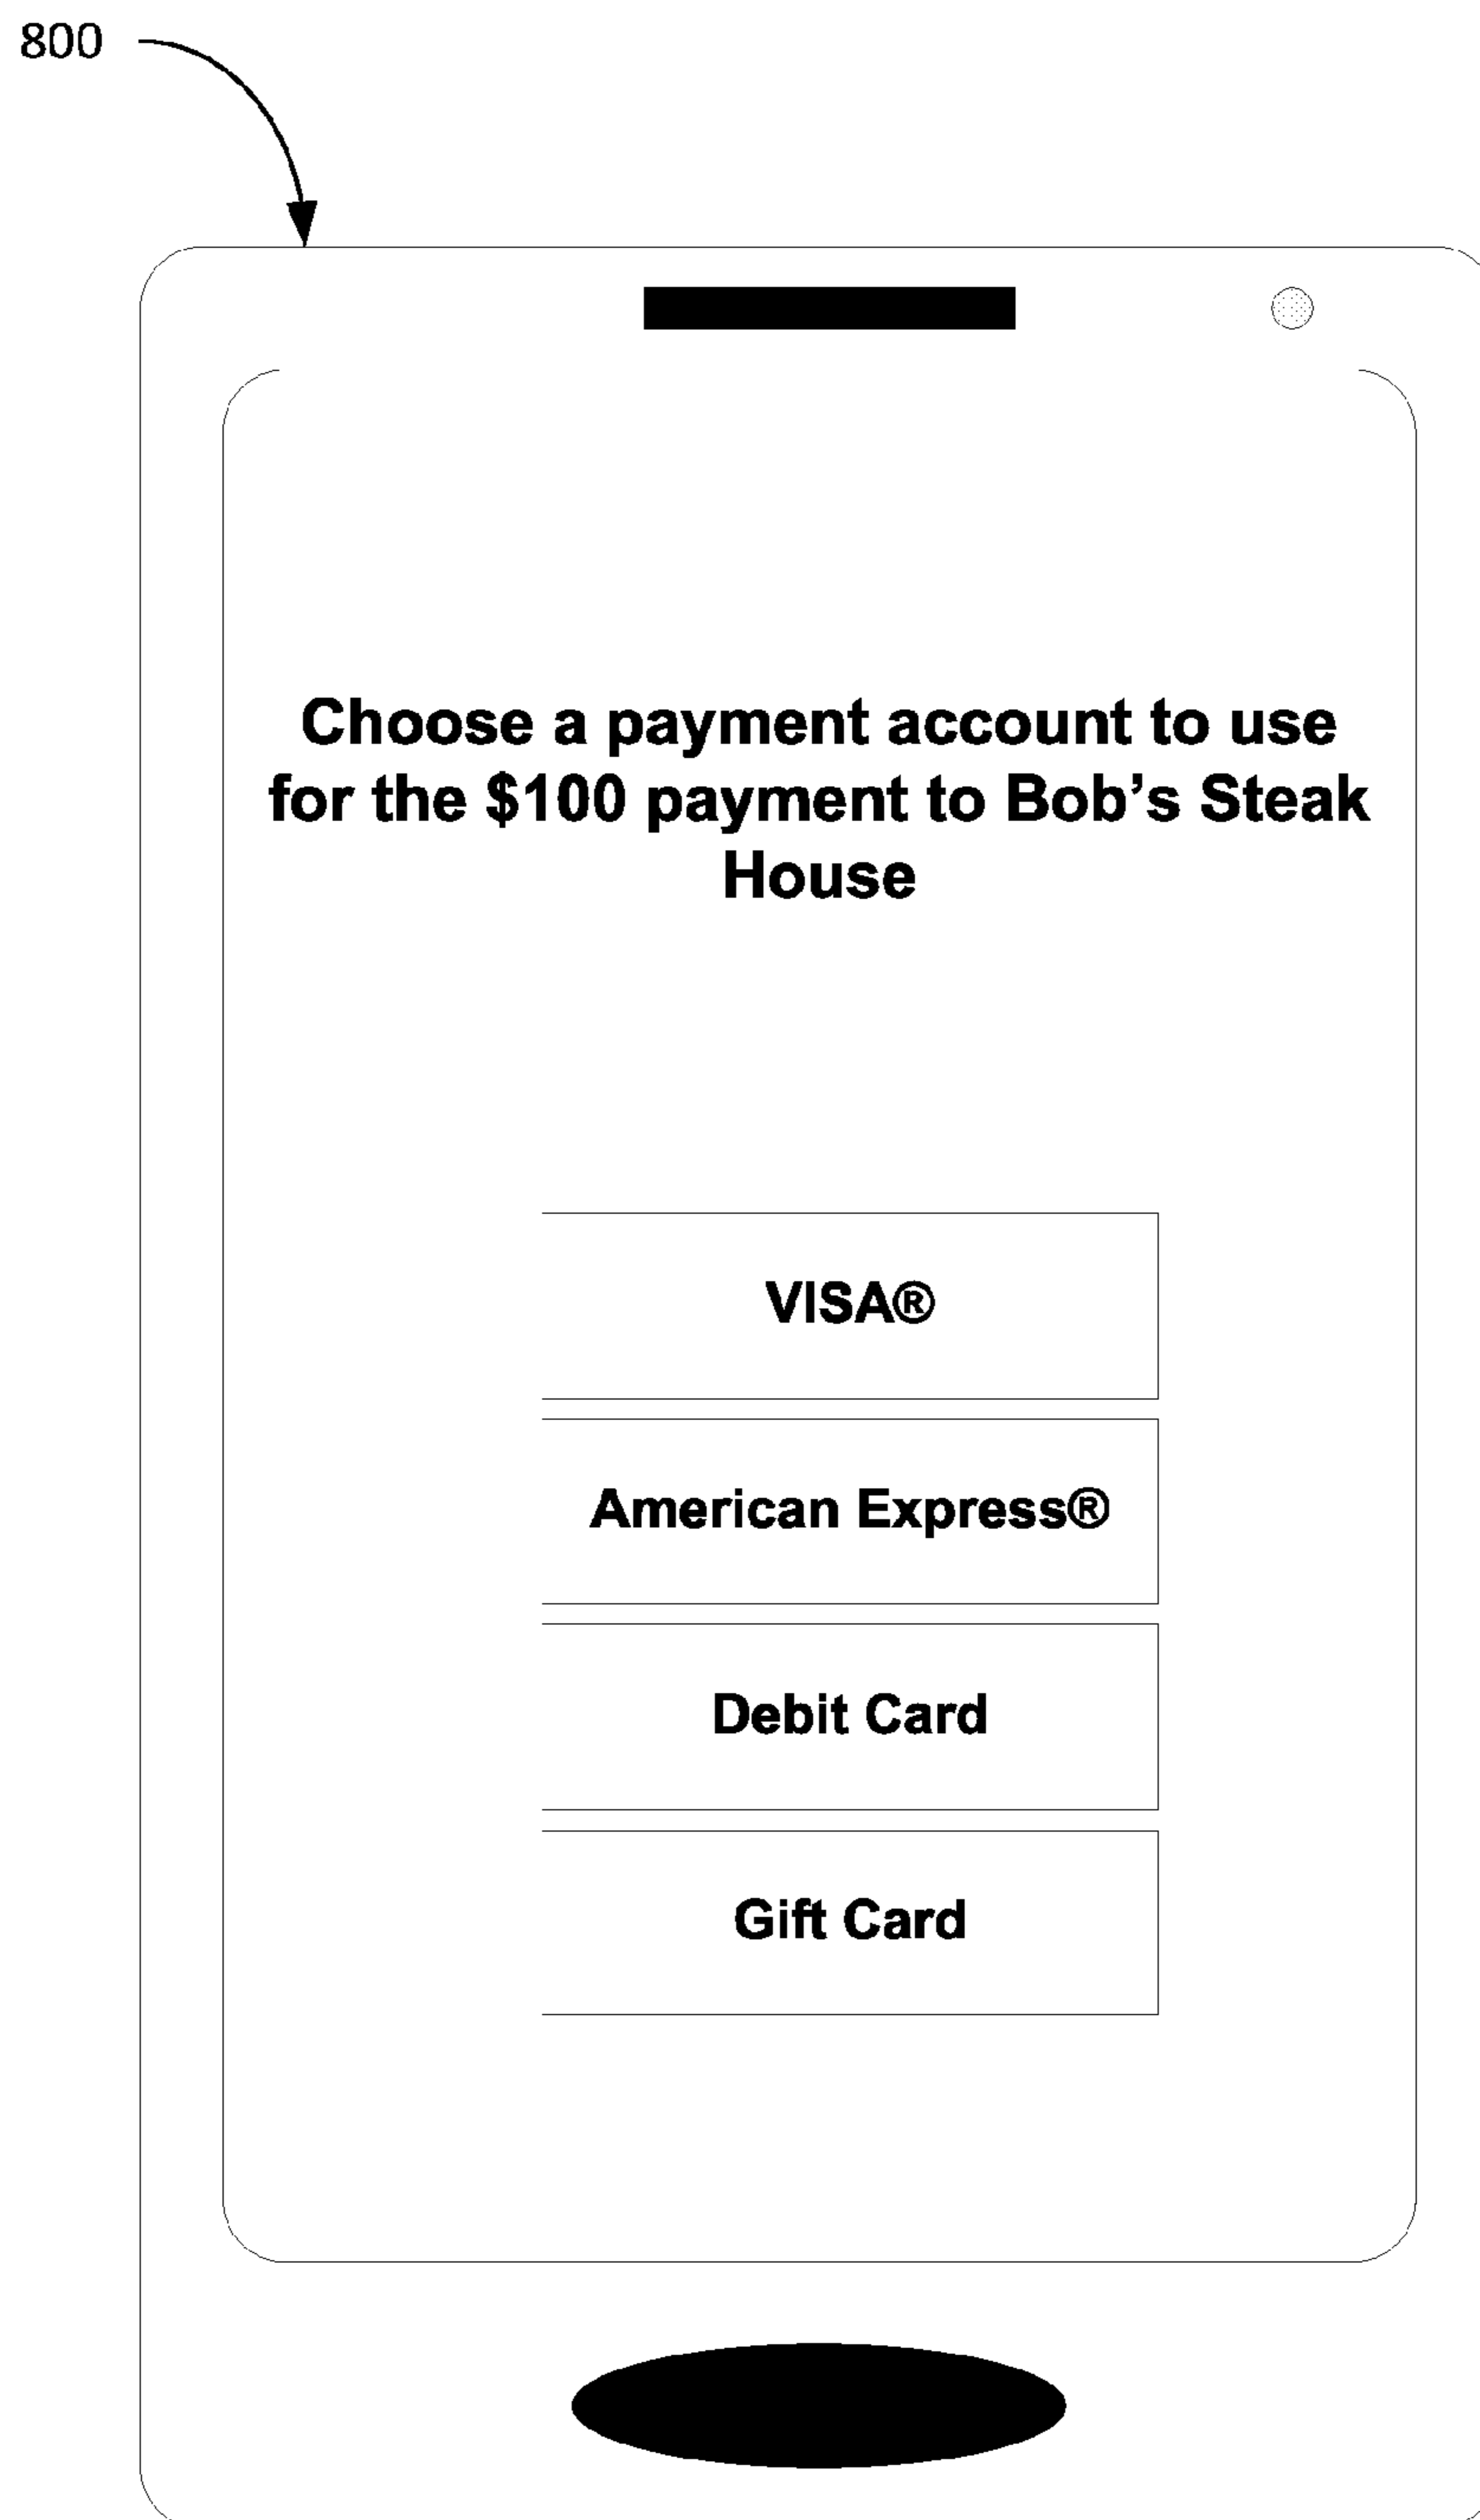 800
Choose a payment account to use
for the $100 payment to Bob’s Steak
House
VISA®
American Express®
Debit Card
Gift Card